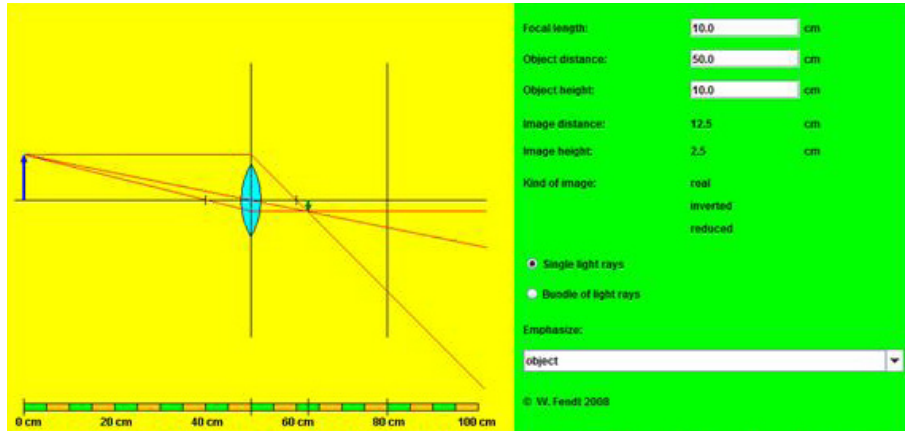 Focal length: 10.0 cm
Object distance: 50.0 cm
Object height: 10.0 cm
Image distance: 12.5 cm
Image height: 2.5 cm
Kind of image: real
inverted
reduced
Single light rays
Bundle of light rays
Emphasize:
object
© W. Fendt 2008
0 cm 20 cm 40 cm 60 cm 80 cm 100 cm